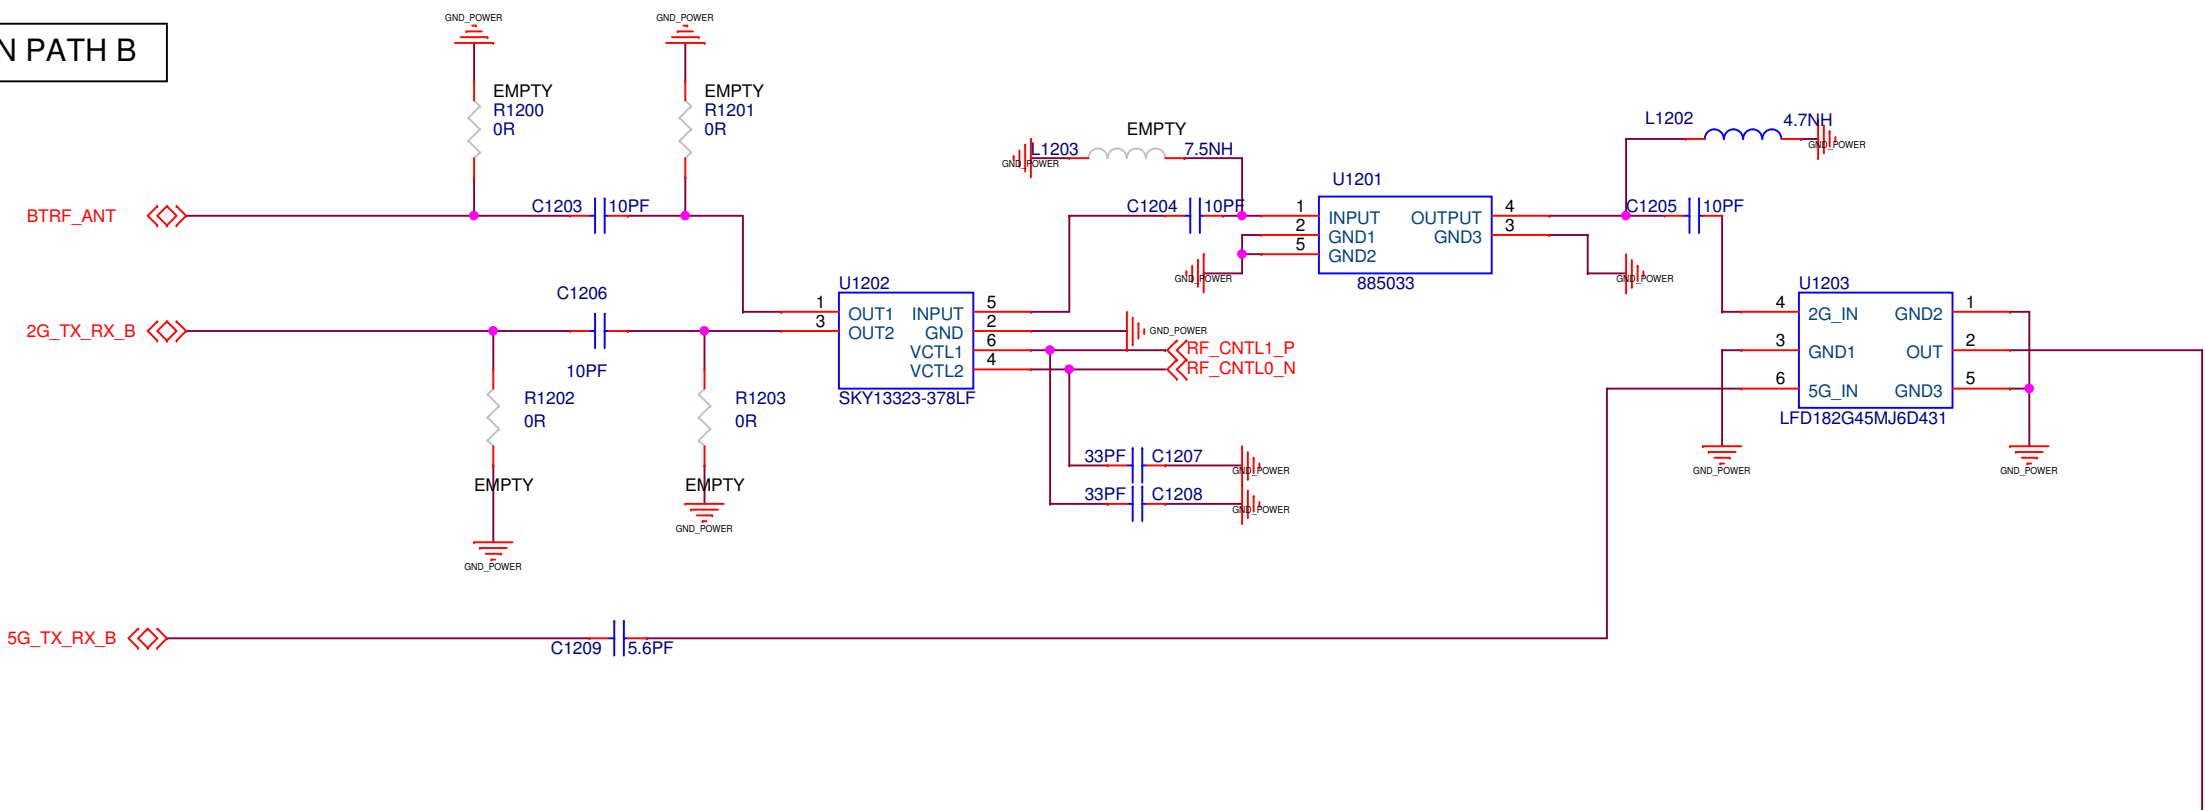 N PATH B
GND_POWER
GND_POWER
EMPTY
R1200
0R
EMPTY
R1201
0R
EMPTY
L1203
7.5NH
GND_POWER
L1202
4.7NH
GND_POWER
BTRF_ANT
C1203
10PF
C1204
10PF
U1201
1
INPUT
OUTPUT
4
2
GND1
GND3
3
5
GND2
885033
GND_POWER
GND_POWER
C1205
10PF
2G_TX_RX_B
C1206
10PF
U1202
1
OUT1
INPUT
5
3
OUT2
GND
2
VCTL1
6
VCTL2
4
SKY13323-378LF
GND_POWER
RF_CNTL1_P
RF_CNTL0_N
U1203
4
2G_IN
GND2
1
3
GND1
OUT
2
6
5G_IN
GND3
5
LFD182G45MJ6D431
GND_POWER
GND_POWER
R1202
0R
EMPTY
GND_POWER
R1203
0R
EMPTY
GND_POWER
33PF
C1207
GND_POWER
33PF
C1208
GND_POWER
5G_TX_RX_B
C1209
5.6PF